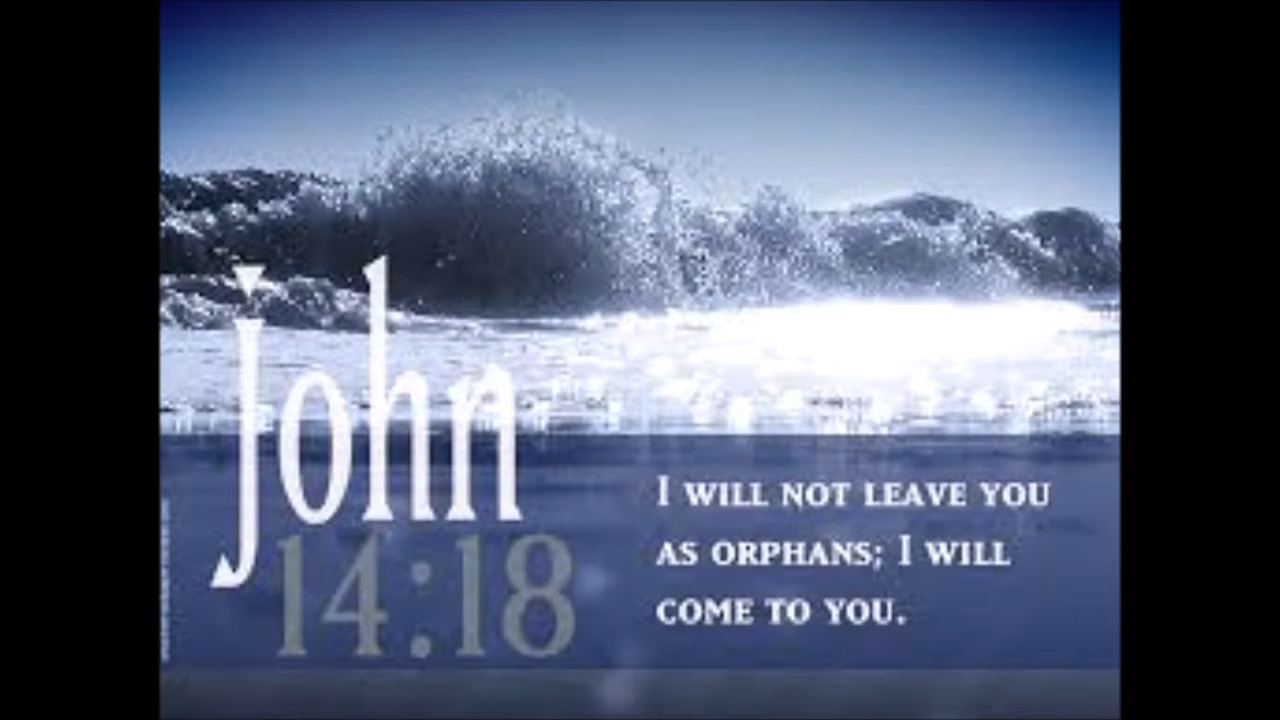 John
14:18
I WILL NOT LEAVE YOU
AS ORPHANS; I WILL
COME TO YOU.